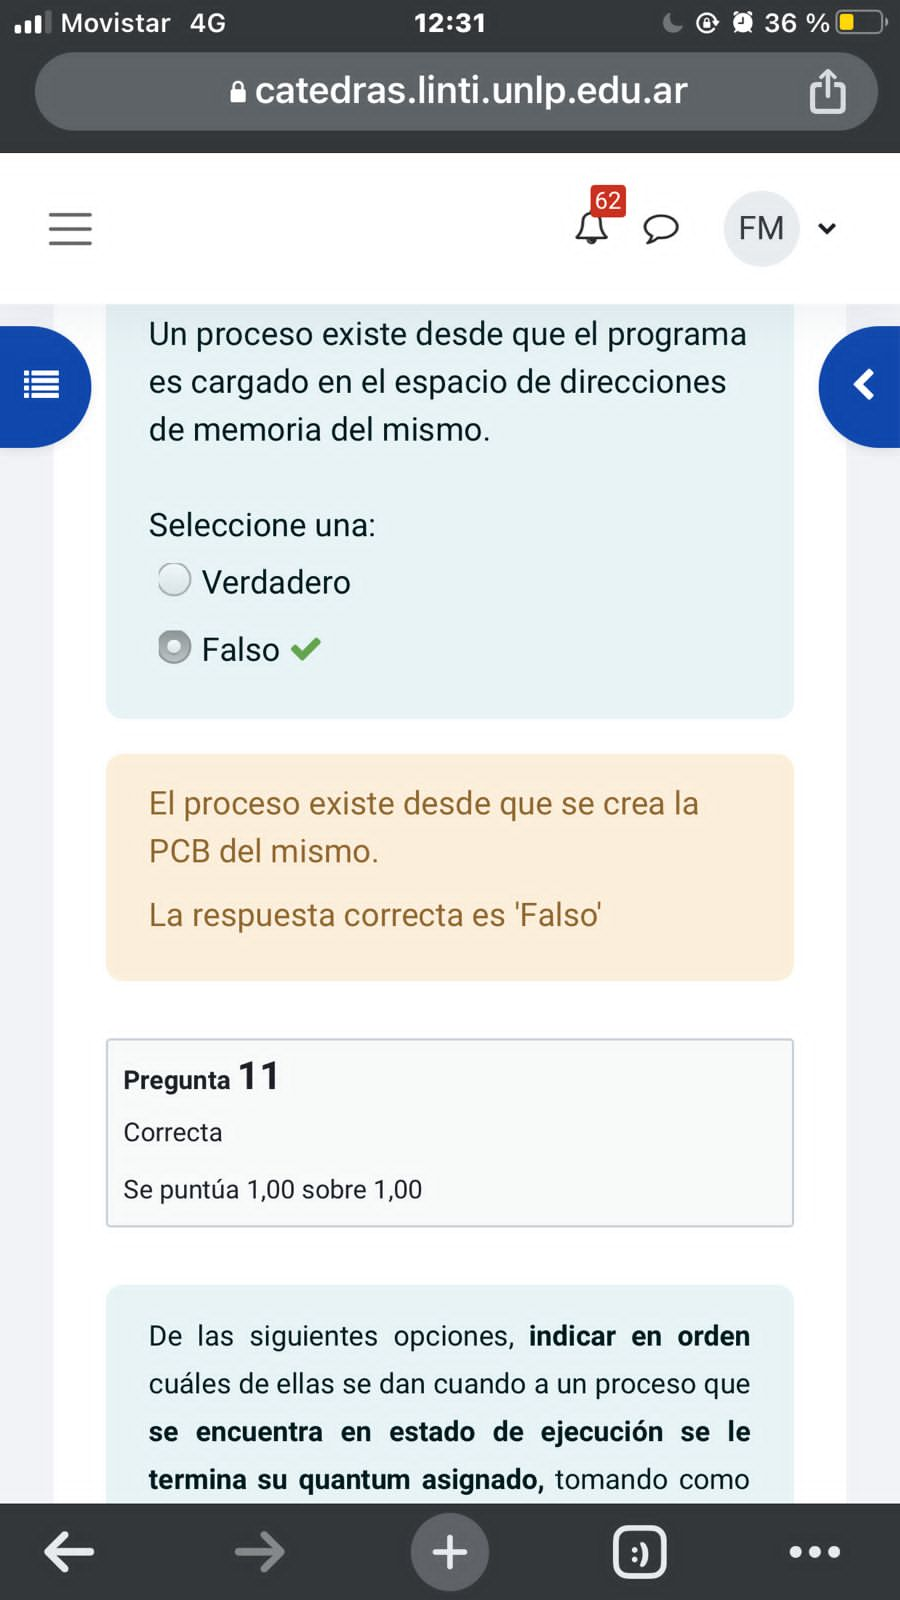 Movistar 4G 12:31 36 %
catedras.linti.unlp.edu.ar
62
FM
Un proceso existe desde que el programa
es cargado en el espacio de direcciones
de memoria del mismo.
Seleccione una:
Verdadero
Falso
El proceso existe desde que se crea la
PCB del mismo.
La respuesta correcta es 'Falso'
Pregunta 11
Correcta
Se puntúa 1,00 sobre 1,00
De las siguientes opciones, indicar en orden
cuáles de ellas se dan cuando a un proceso que
se encuentra en estado de ejecución se le
termina su quantum asignado, tomando como
:)